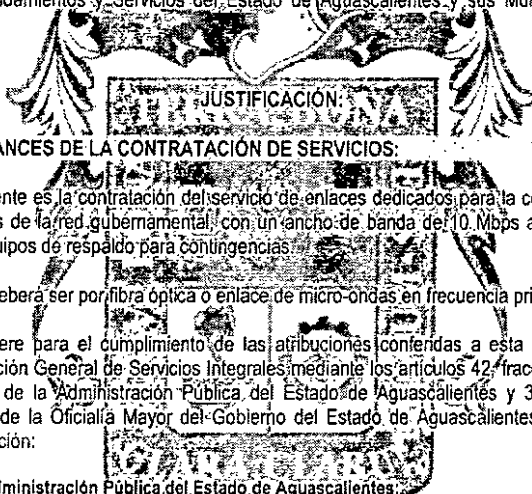 y Servicios del Estado de Aguascalientes y sus
JUSTIFICACIÓN:
ANCES DE LA CONTRATACIÓN DE SERVICIOS:
nte es la contratación del servicio de enlaces dedicados para la c
s de la red gubernamental, con un ancho de banda de 10 Mbps a
uipos de respaldo para contingencias.
eberá ser por fibra óptica o enlace de micro-ondas en frecuencia pri
ere para el cumplimiento de las atribuciones conferidas a esta
ción General de Servicios Integrales mediante los artículos 42, frac
de la Administración Pública del Estado de Aguascalientes y 3
de la Oficialía Mayor del Gobierno del Estado de Aguascalientes
ción:
CLARA
dministración Pública del Estado de Aguascalientes: